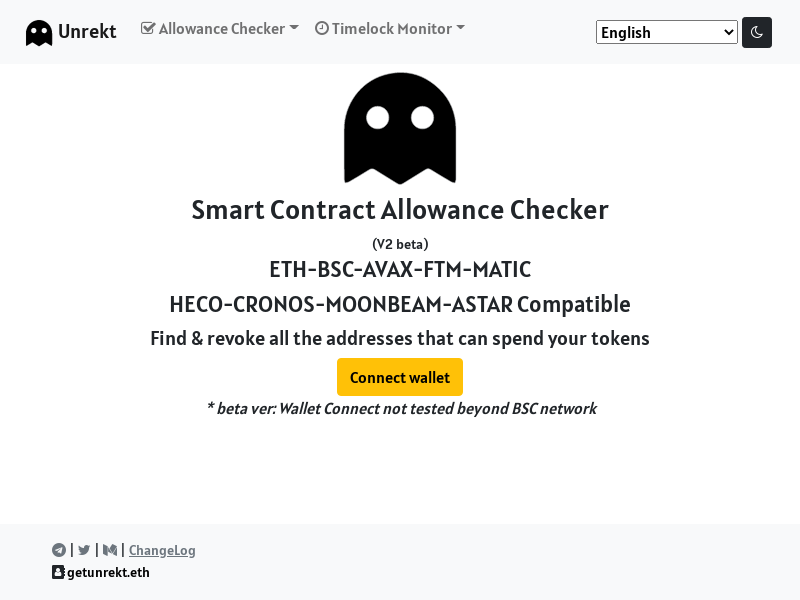 Unrekt
Allowance Checker
Timelock Monitor
English
Smart Contract Allowance Checker
(V2 beta)
ETH-BSC-AVAX-FTM-MATIC
HECO-CRONOS-MOONBEAM-ASTAR Compatible
Find & revoke all the addresses that can spend your tokens
Connect wallet
* beta ver: Wallet Connect not tested beyond BSC network
| | | ChangeLog
getunrekt.eth